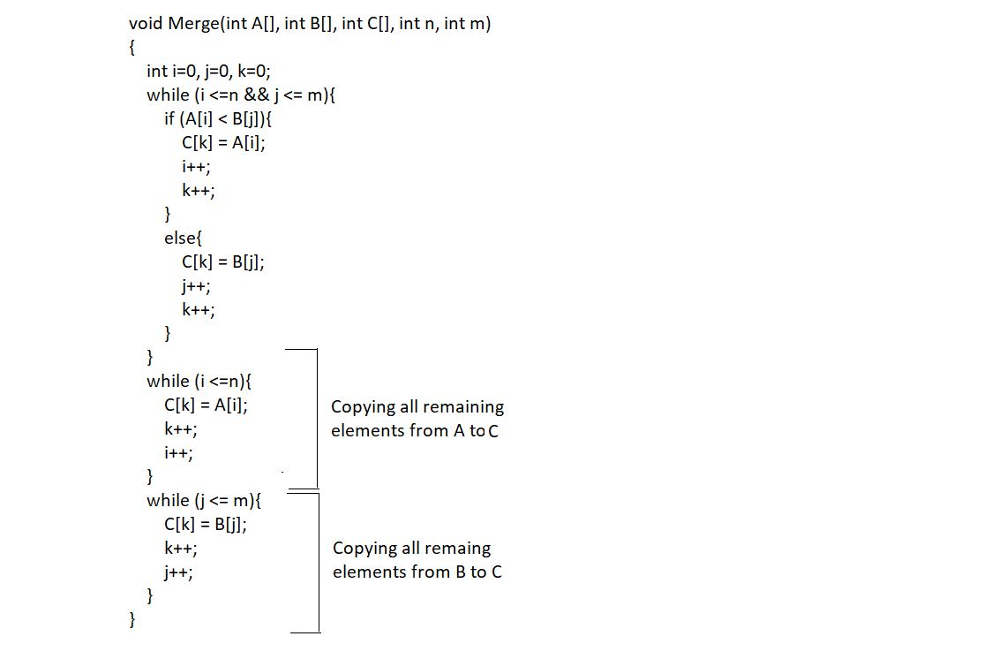 void Merge(int A[], int B[], int C[], int n, int m)
{
int i=0, j=0, k=0;
while (i <=n && j <= m){
if (A[i] < B[j]){
C[k] = A[i];
i++;
k++;
}
else{
C[k] = B[j];
j++;
k++;
}
}
while (i <=n){
C[k] = A[i];
k++;
i++;
}
Copying all remaining
elements from A to C
while (j <= m){
C[k] = B[j];
k++;
j++;
}
Copying all remaing
elements from B to C
}